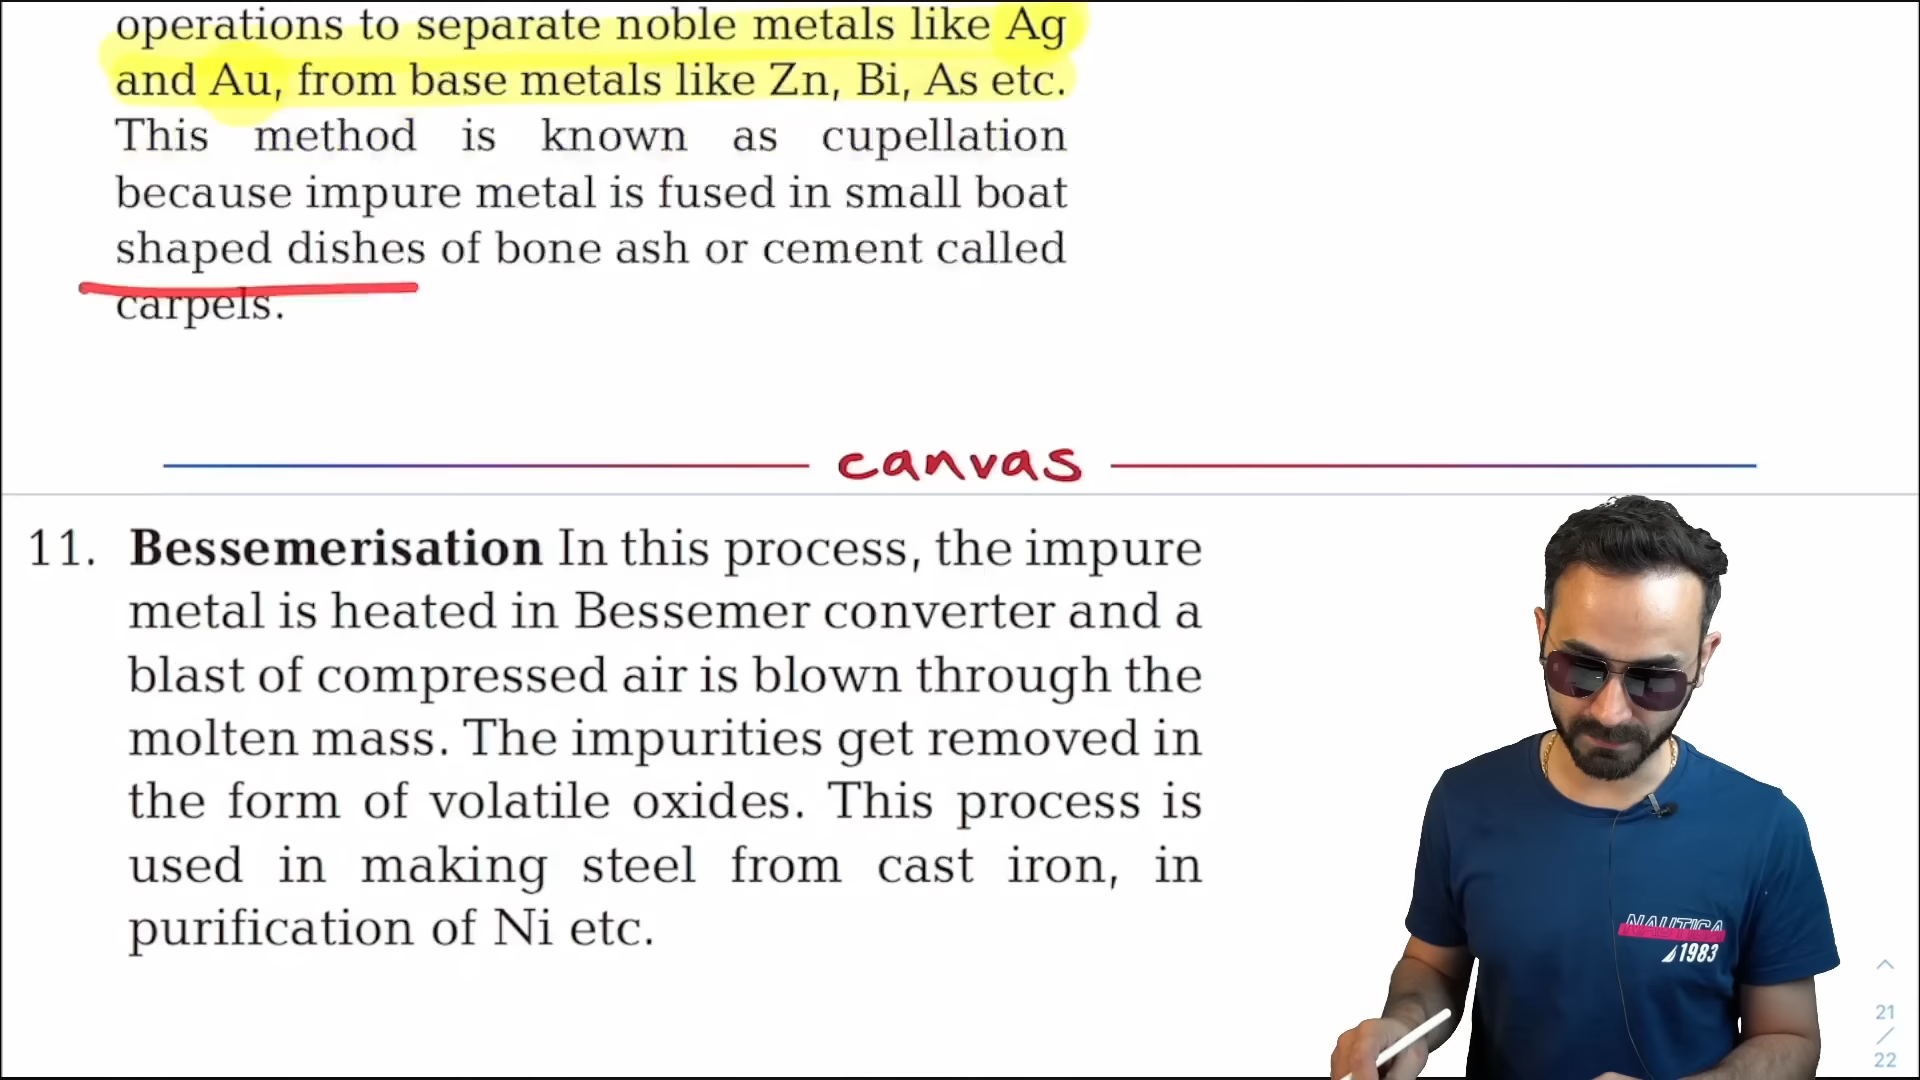 operations to separate noble metals like Ag
and Au, from base metals like Zn, Bi, As etc.
This method is known as cupellation
because impure metal is fused in small boat
shaped dishes of bone ash or cement called
carpels.
canvas
11. Bessemerisation In this process, the impure
metal is heated in Bessemer converter and a
blast of compressed air is blown through the
molten mass. The impurities get removed in
the form of volatile oxides. This process is
used in making steel from cast iron, in
purification of Ni etc.
NAUTICA
1983
21
/
22